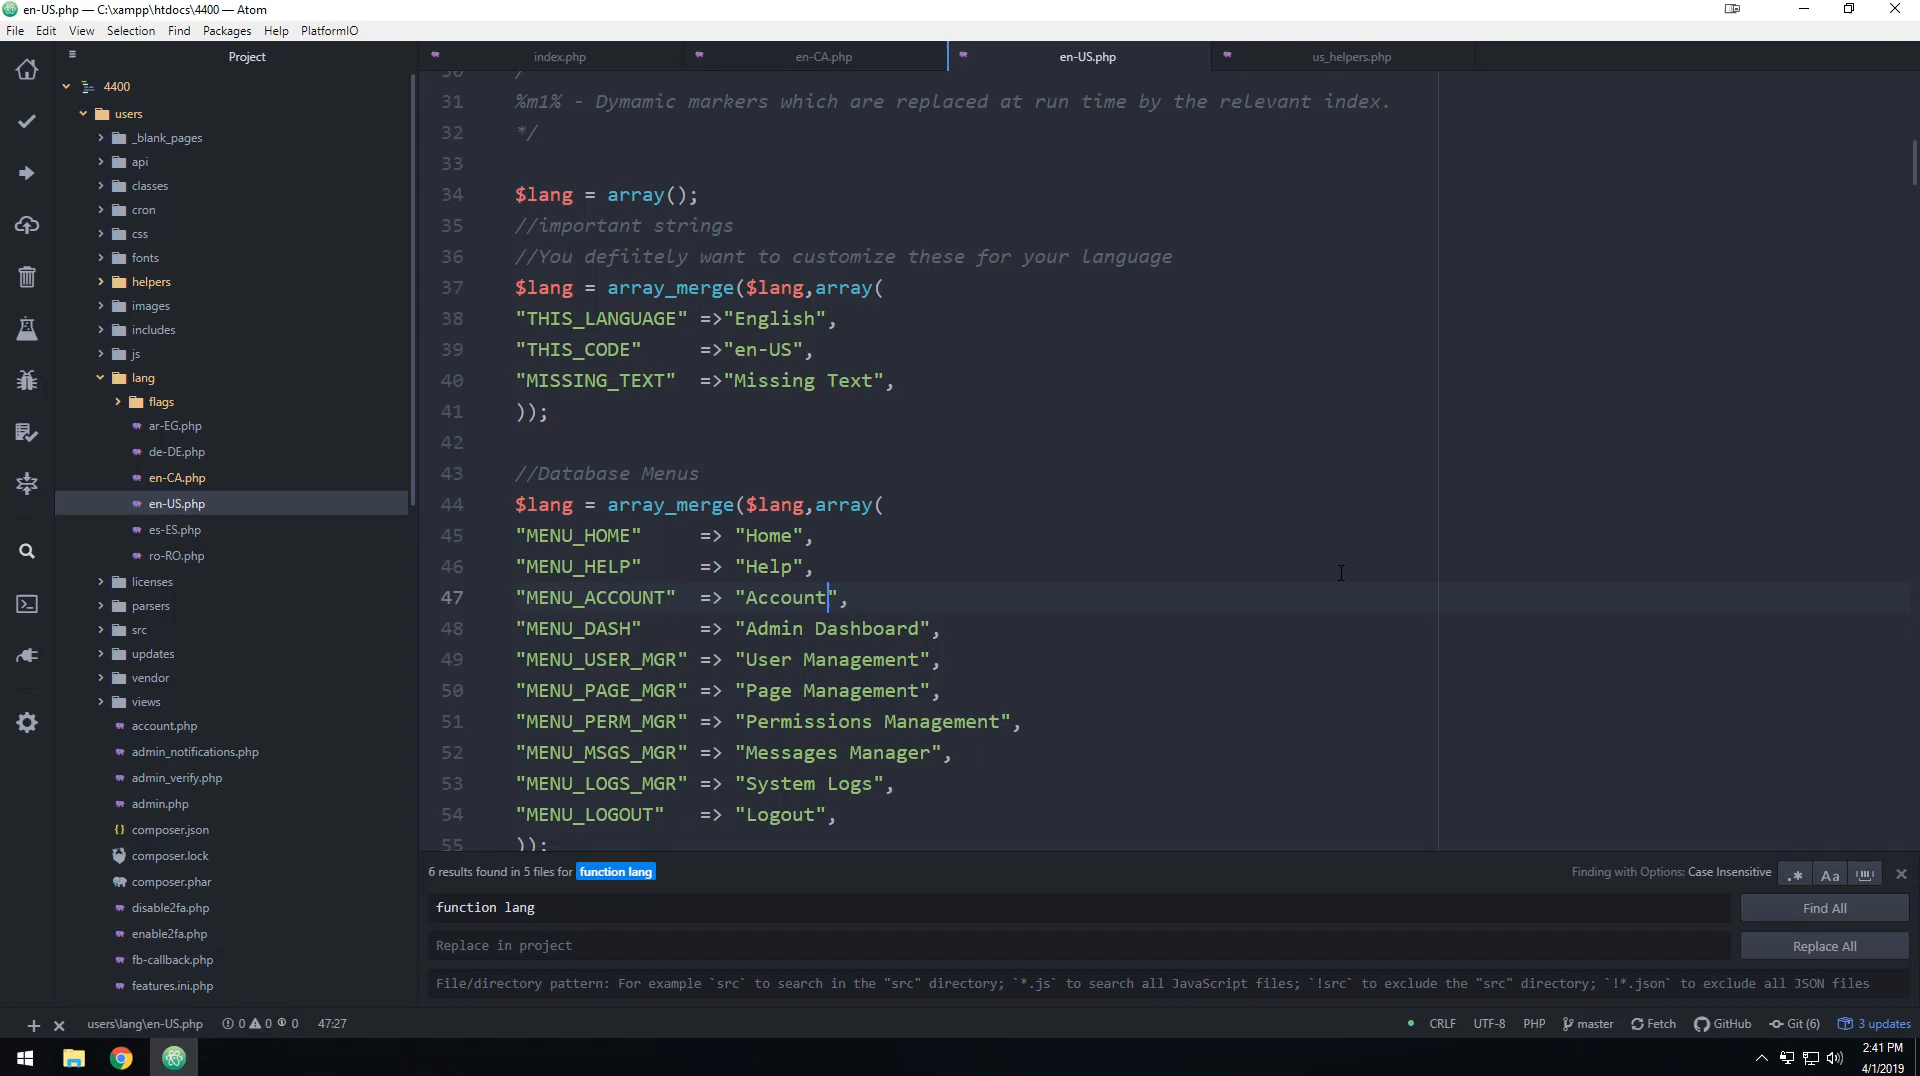 en-US.php — C:\xampp\htdocs\4400 — Atom
File Edit View Selection Find Packages Help PlatformIO
Project
index.php
en-CA.php
en-US.php
us_helpers.php
4400
users
_blank_pages
api
classes
cron
css
fonts
helpers
images
includes
js
lang
flags
ar-EG.php
de-DE.php
en-CA.php
en-US.php
es-ES.php
ro-RO.php
licenses
parsers
src
updates
vendor
views
account.php
admin_notifications.php
admin_verify.php
admin.php
composer.json
composer.lock
composer.phar
disable2fa.php
enable2fa.php
fb-callback.php
features.ini.php
30 /*
31 %m1% - Dymamic markers which are replaced at run time by the relevant index.
32 */
33
34 $lang = array();
35 //important strings
36 //You defiitely want to customize these for your language
37 $lang = array_merge($lang,array(
38 "THIS_LANGUAGE" =>"English",
39 "THIS_CODE" =>"en-US",
40 "MISSING_TEXT" =>"Missing Text",
41 ));
42
43 //Database Menus
44 $lang = array_merge($lang,array(
45 "MENU_HOME" => "Home",
46 "MENU_HELP" => "Help",
47 "MENU_ACCOUNT" => "Account",
48 "MENU_DASH" => "Admin Dashboard",
49 "MENU_USER_MGR" => "User Management",
50 "MENU_PAGE_MGR" => "Page Management",
51 "MENU_PERM_MGR" => "Permissions Management",
52 "MENU_MSGS_MGR" => "Messages Manager",
53 "MENU_LOGS_MGR" => "System Logs",
54 "MENU_LOGOUT" => "Logout",
55 ));
6 results found in 5 files for function lang
Finding with Options: Case Insensitive
.* Aa
function lang
Find All
Replace in project
Replace All
File/directory pattern: For example `src` to search in the "src" directory; `*.js` to search all JavaScript files; `!src` to exclude the "src" directory; `!*.json` to exclude all JSON files
users\lang\en-US.php 0 0 0 47:27
CRLF UTF-8 PHP master Fetch GitHub Git (6) 3 updates
2:41 PM
4/1/2019